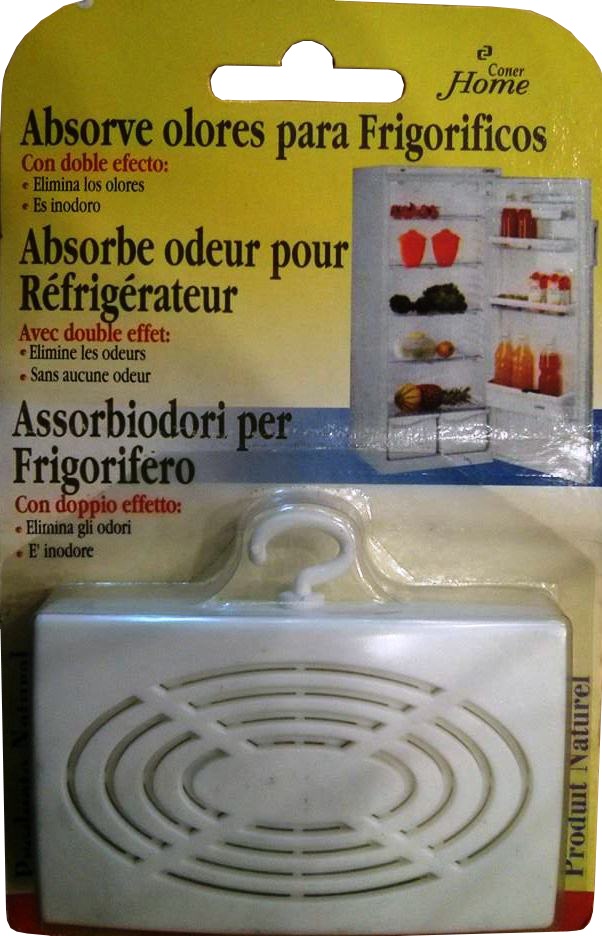 Coner
Home
Absorve olores para Frigorificos
Con doble efecto:
• Elimina los olores
• Es inodoro
Absorbe odeur pour
Réfrigérateur
Avec double effet:
• Elimine les odeurs
• Sans aucune odeur
Assorbiodori per
Frigorifero
Con doppio effetto:
• Elimina gli odori
• E' inodore
Produit Naturel